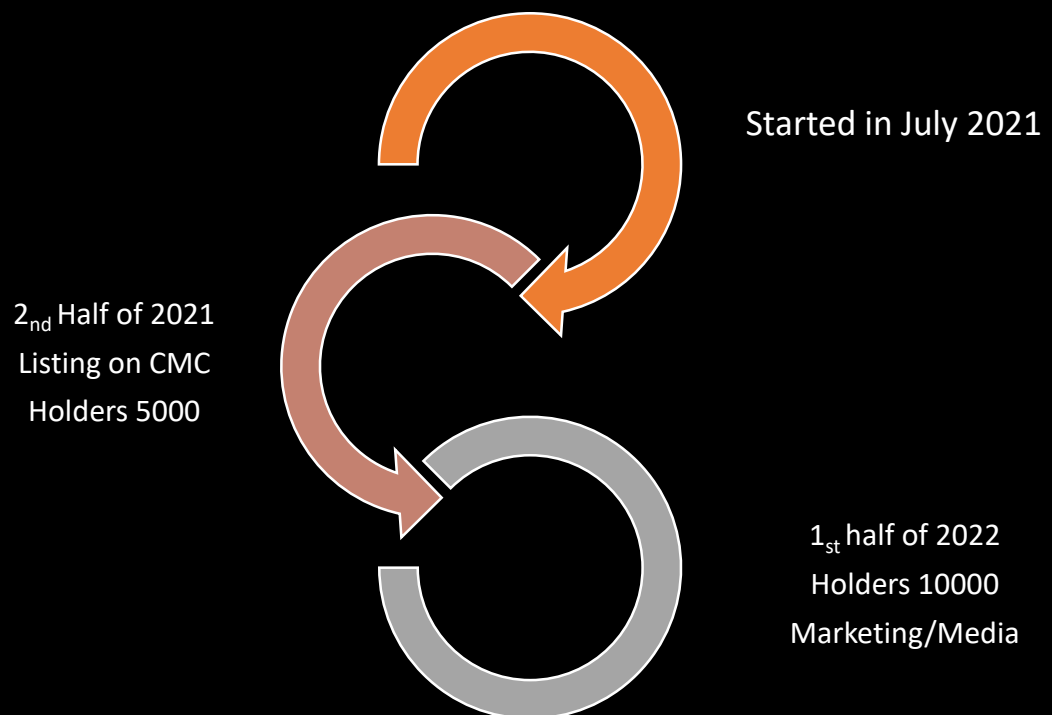 Started in July 2021
2nd Half of 2021
Listing on CMC
Holders 5000
1st half of 2022
Holders 10000
Marketing/Media